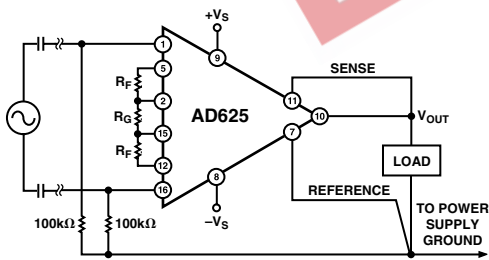 +VS
1
5
9
RF
SENSE
2
11
RG
AD625
10
VOUT
15
7
RF
LOAD
12
8
16
REFERENCE
–VS
TO POWER
SUPPLY
GROUND
100kΩ
100kΩ